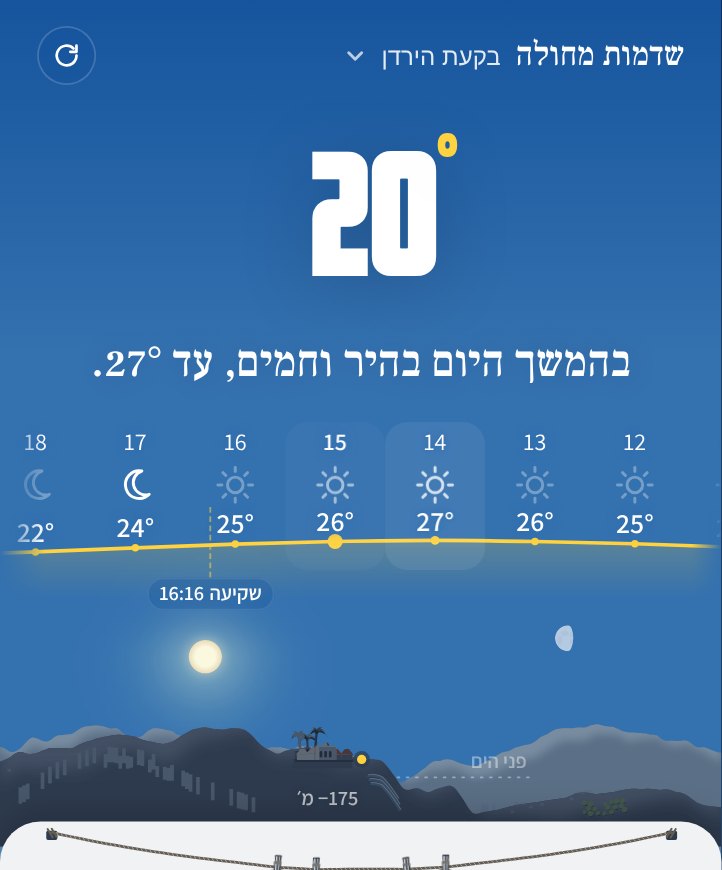 שדמות מחולה בקעת הירדן
20°
בהמשך היום בהיר וחמים, עד 27°.
12 13 14 15 16 17 18
25° 26° 27° 26° 25° 24° 22°
שקיעה 16:16
פני הים
−175 מ׳